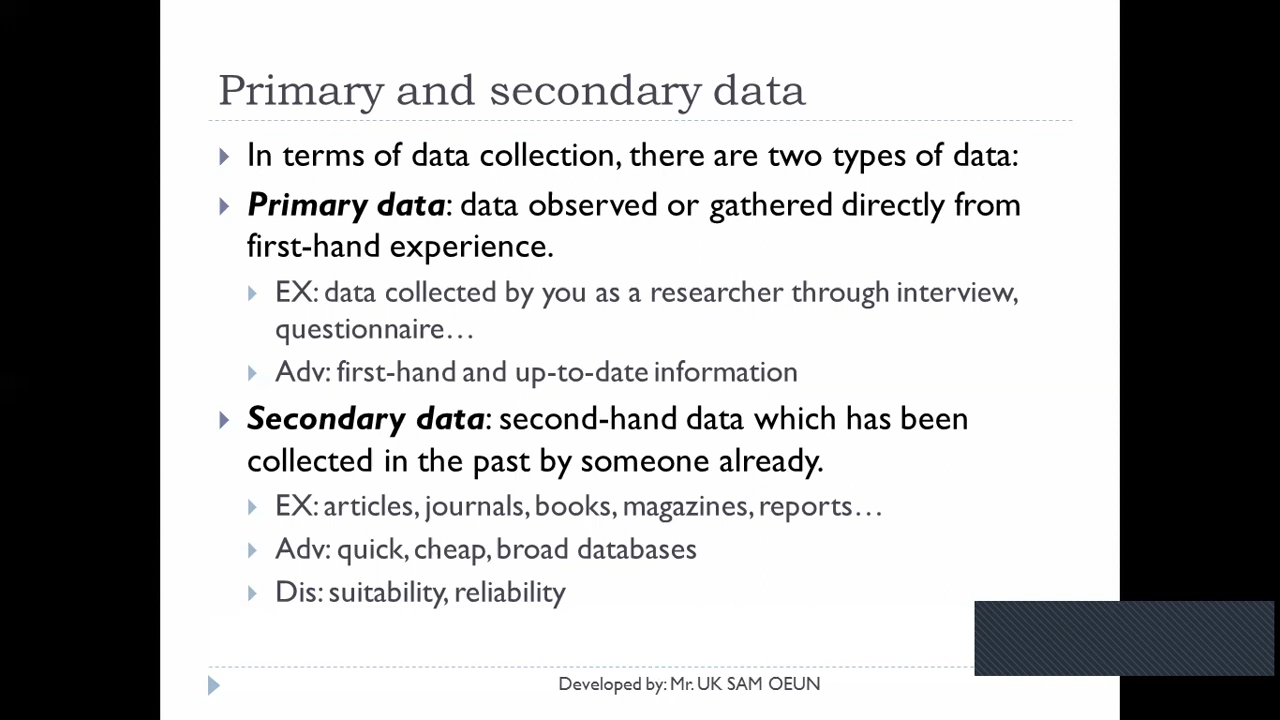 Primary and secondary data
In terms of data collection, there are two types of data:
Primary data: data observed or gathered directly from
first-hand experience.
EX: data collected by you as a researcher through interview,
questionnaire…
Adv: first-hand and up-to-date information
Secondary data: second-hand data which has been
collected in the past by someone already.
EX: articles, journals, books, magazines, reports…
Adv: quick, cheap, broad databases
Dis: suitability, reliability
Developed by: Mr. UK SAM OEUN